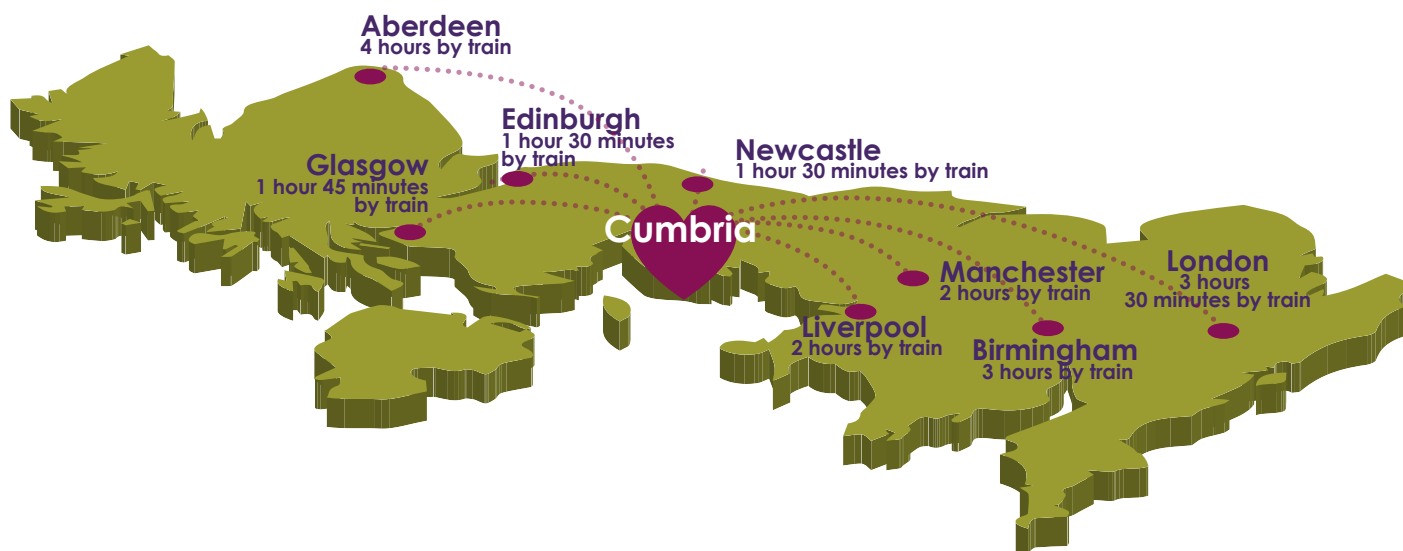 Aberdeen
4 hours by train
Edinburgh
1 hour 30 minutes
by train
Glasgow
1 hour 45 minutes
by train
Newcastle
1 hour 30 minutes by train
Cumbria
Manchester
2 hours by train
London
3 hours
30 minutes by train
Liverpool
2 hours by train
Birmingham
3 hours by train